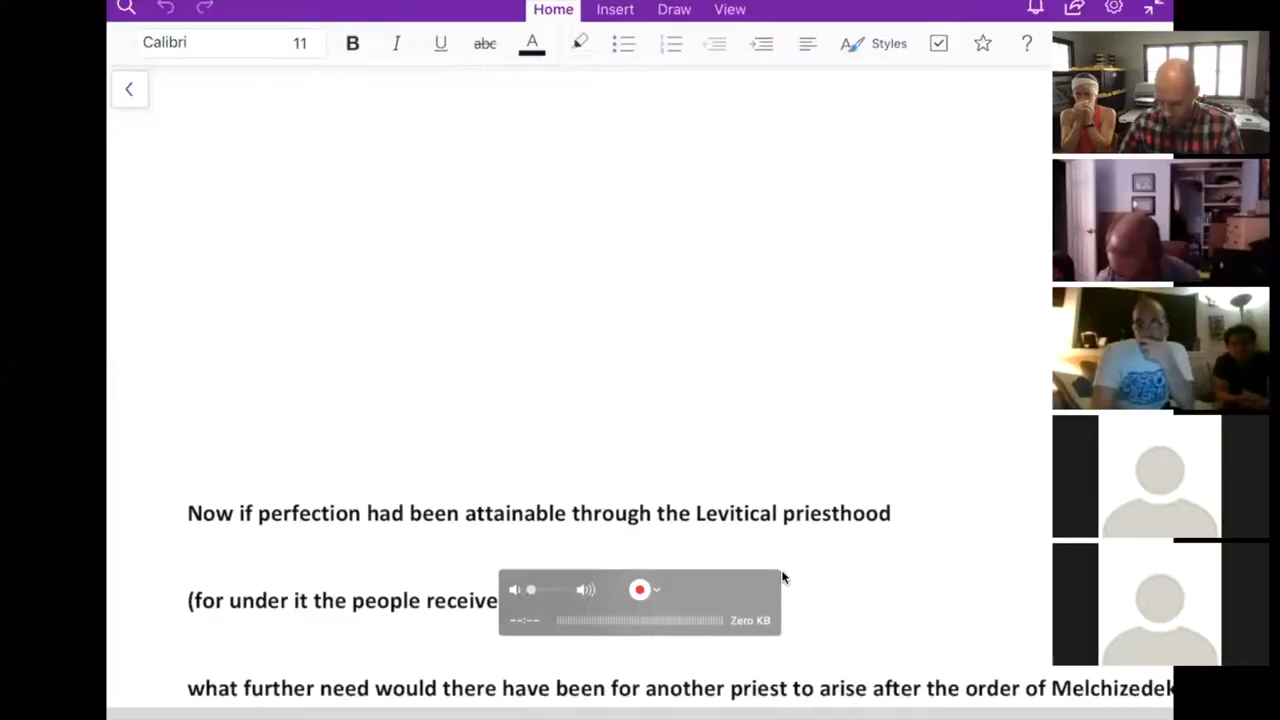 Home Insert Draw View
Calibri 11 B I U abc A Styles ?
Now if perfection had been attainable through the Levitical priesthood
(for under it the people receive
--:-- Zero KB
what further need would there have been for another priest to arise after the order of Melchizedek